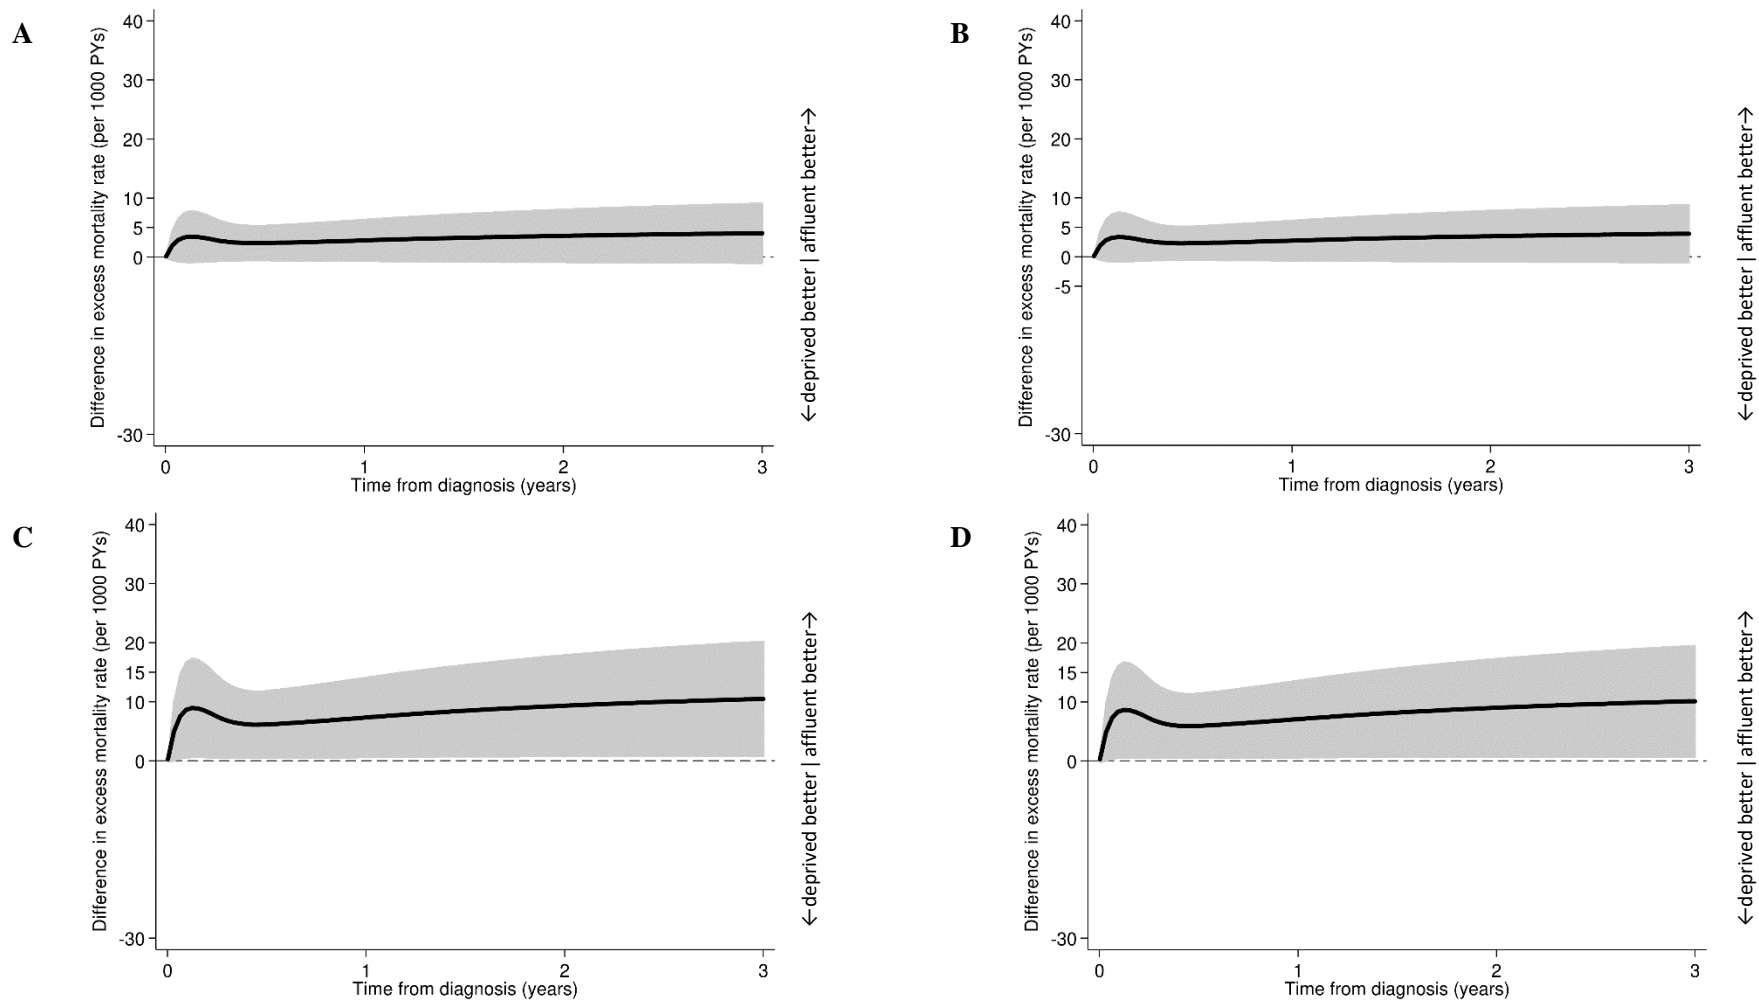 A
Difference in excess mortality rate (per 1000 PYs)
40
30
20
10
5
0
-30
0 1 2 3
Time from diagnosis (years)
←deprived better | affluent better→
B
Difference in excess mortality rate (per 1000 PYs)
40
30
20
10
5
0
-5
-30
0 1 2 3
Time from diagnosis (years)
←deprived better | affluent better→
C
Difference in excess mortality rate (per 1000 PYs)
40
30
20
15
10
0
-30
0 1 2 3
Time from diagnosis (years)
←deprived better | affluent better→
D
Difference in excess mortality rate (per 1000 PYs)
40
30
20
15
10
0
-30
0 1 2 3
Time from diagnosis (years)
←deprived better | affluent better→